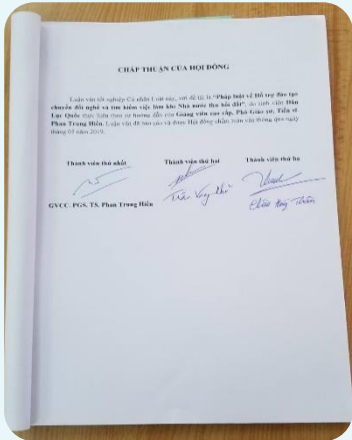 CHẤP THUẬN CỦA HỘI ĐỒNG
Luận văn tốt nghiệp Cử nhân Luật này, với đề tài là "Pháp luật về Hỗ trợ đào tạo
chuyển đổi nghề và tìm kiếm việc làm khi Nhà nước thu hồi đất", do sinh viên
Lạc Quốc thực hiện theo sự hướng dẫn của Giảng viên cao cấp, Phó Giáo sư, Tiến sĩ
Phan Trung Hiền. Luận văn đã báo cáo và được Hội đồng chấm luận văn thông qua ngày
tháng 05 năm 2019.
Thành viên thứ nhất Thành viên thứ hai Thành viên thứ ba
GVCC. PGS. TS. Phan Trung Hiền